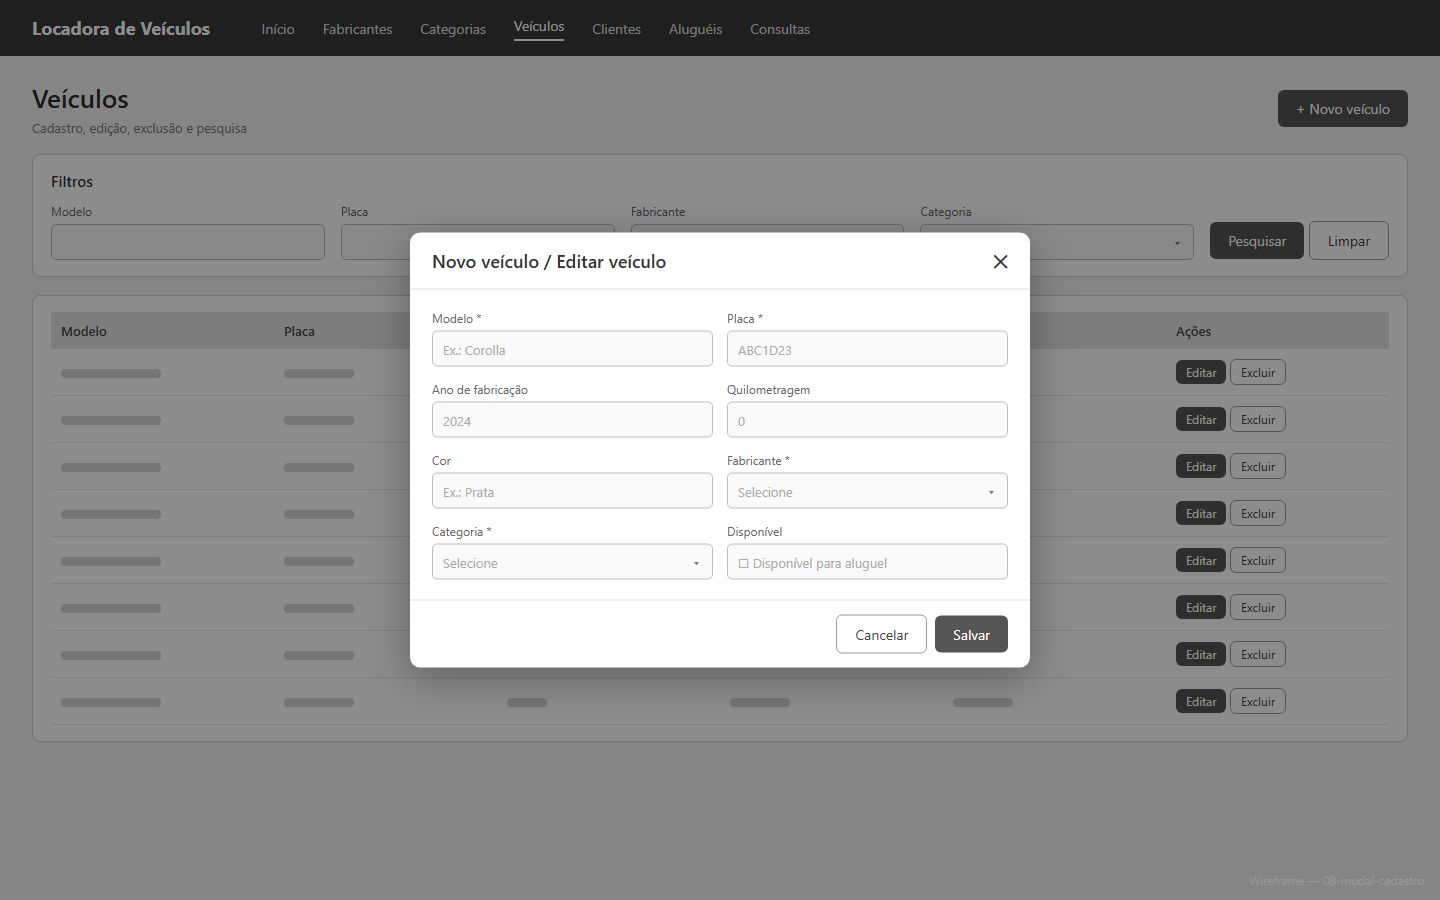 Locadora de Veículos Início Fabricantes Categorias Veículos Clientes Aluguéis Consultas
Veículos
Cadastro, edição, exclusão e pesquisa
+ Novo veículo
Filtros
Modelo Placa Fabricante Categoria
Pesquisar Limpar
Modelo Placa Ações
Editar Excluir
Editar Excluir
Editar Excluir
Editar Excluir
Editar Excluir
Editar Excluir
Editar Excluir
Editar Excluir
Novo veículo / Editar veículo
Modelo * Placa *
Ex.: Corolla ABC1D23
Ano de fabricação Quilometragem
2024 0
Cor Fabricante *
Ex.: Prata Selecione
Categoria * Disponível
Selecione ☐ Disponível para aluguel
Cancelar Salvar
Wireframe — 08-modal-cadastro